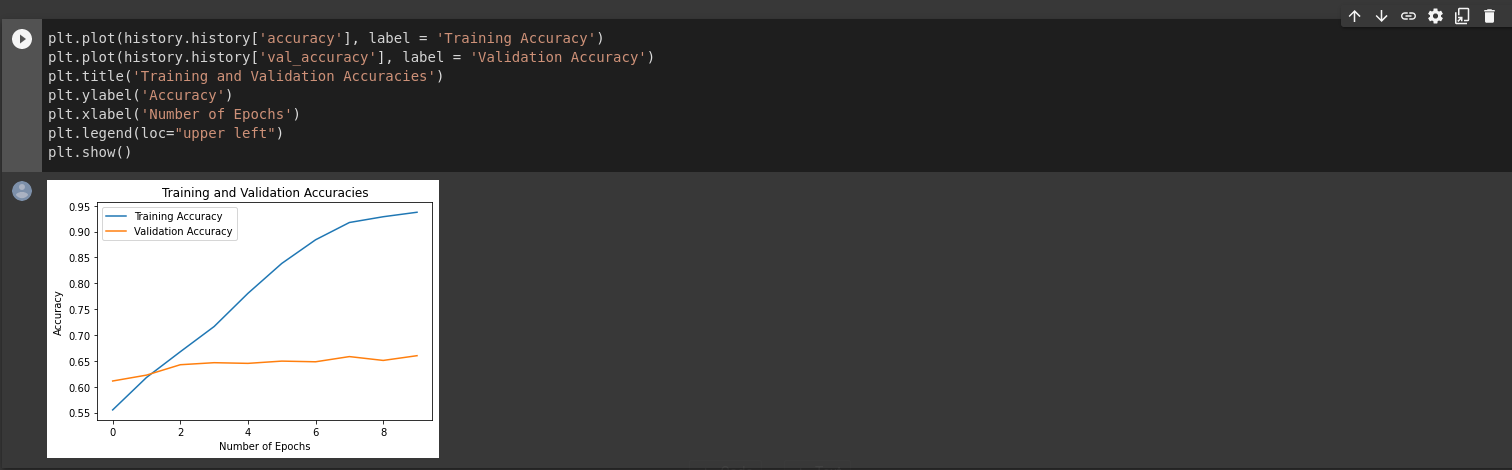 plt.plot(history.history['accuracy'], label = 'Training Accuracy')
plt.plot(history.history['val_accuracy'], label = 'Validation Accuracy')
plt.title('Training and Validation Accuracies')
plt.ylabel('Accuracy')
plt.xlabel('Number of Epochs')
plt.legend(loc="upper left")
plt.show()
Training and Validation Accuracies
Training Accuracy
Validation Accuracy
0.95
0.90
0.85
0.80
0.75
0.70
0.65
0.60
0.55
Accuracy
0 2 4 6 8
Number of Epochs